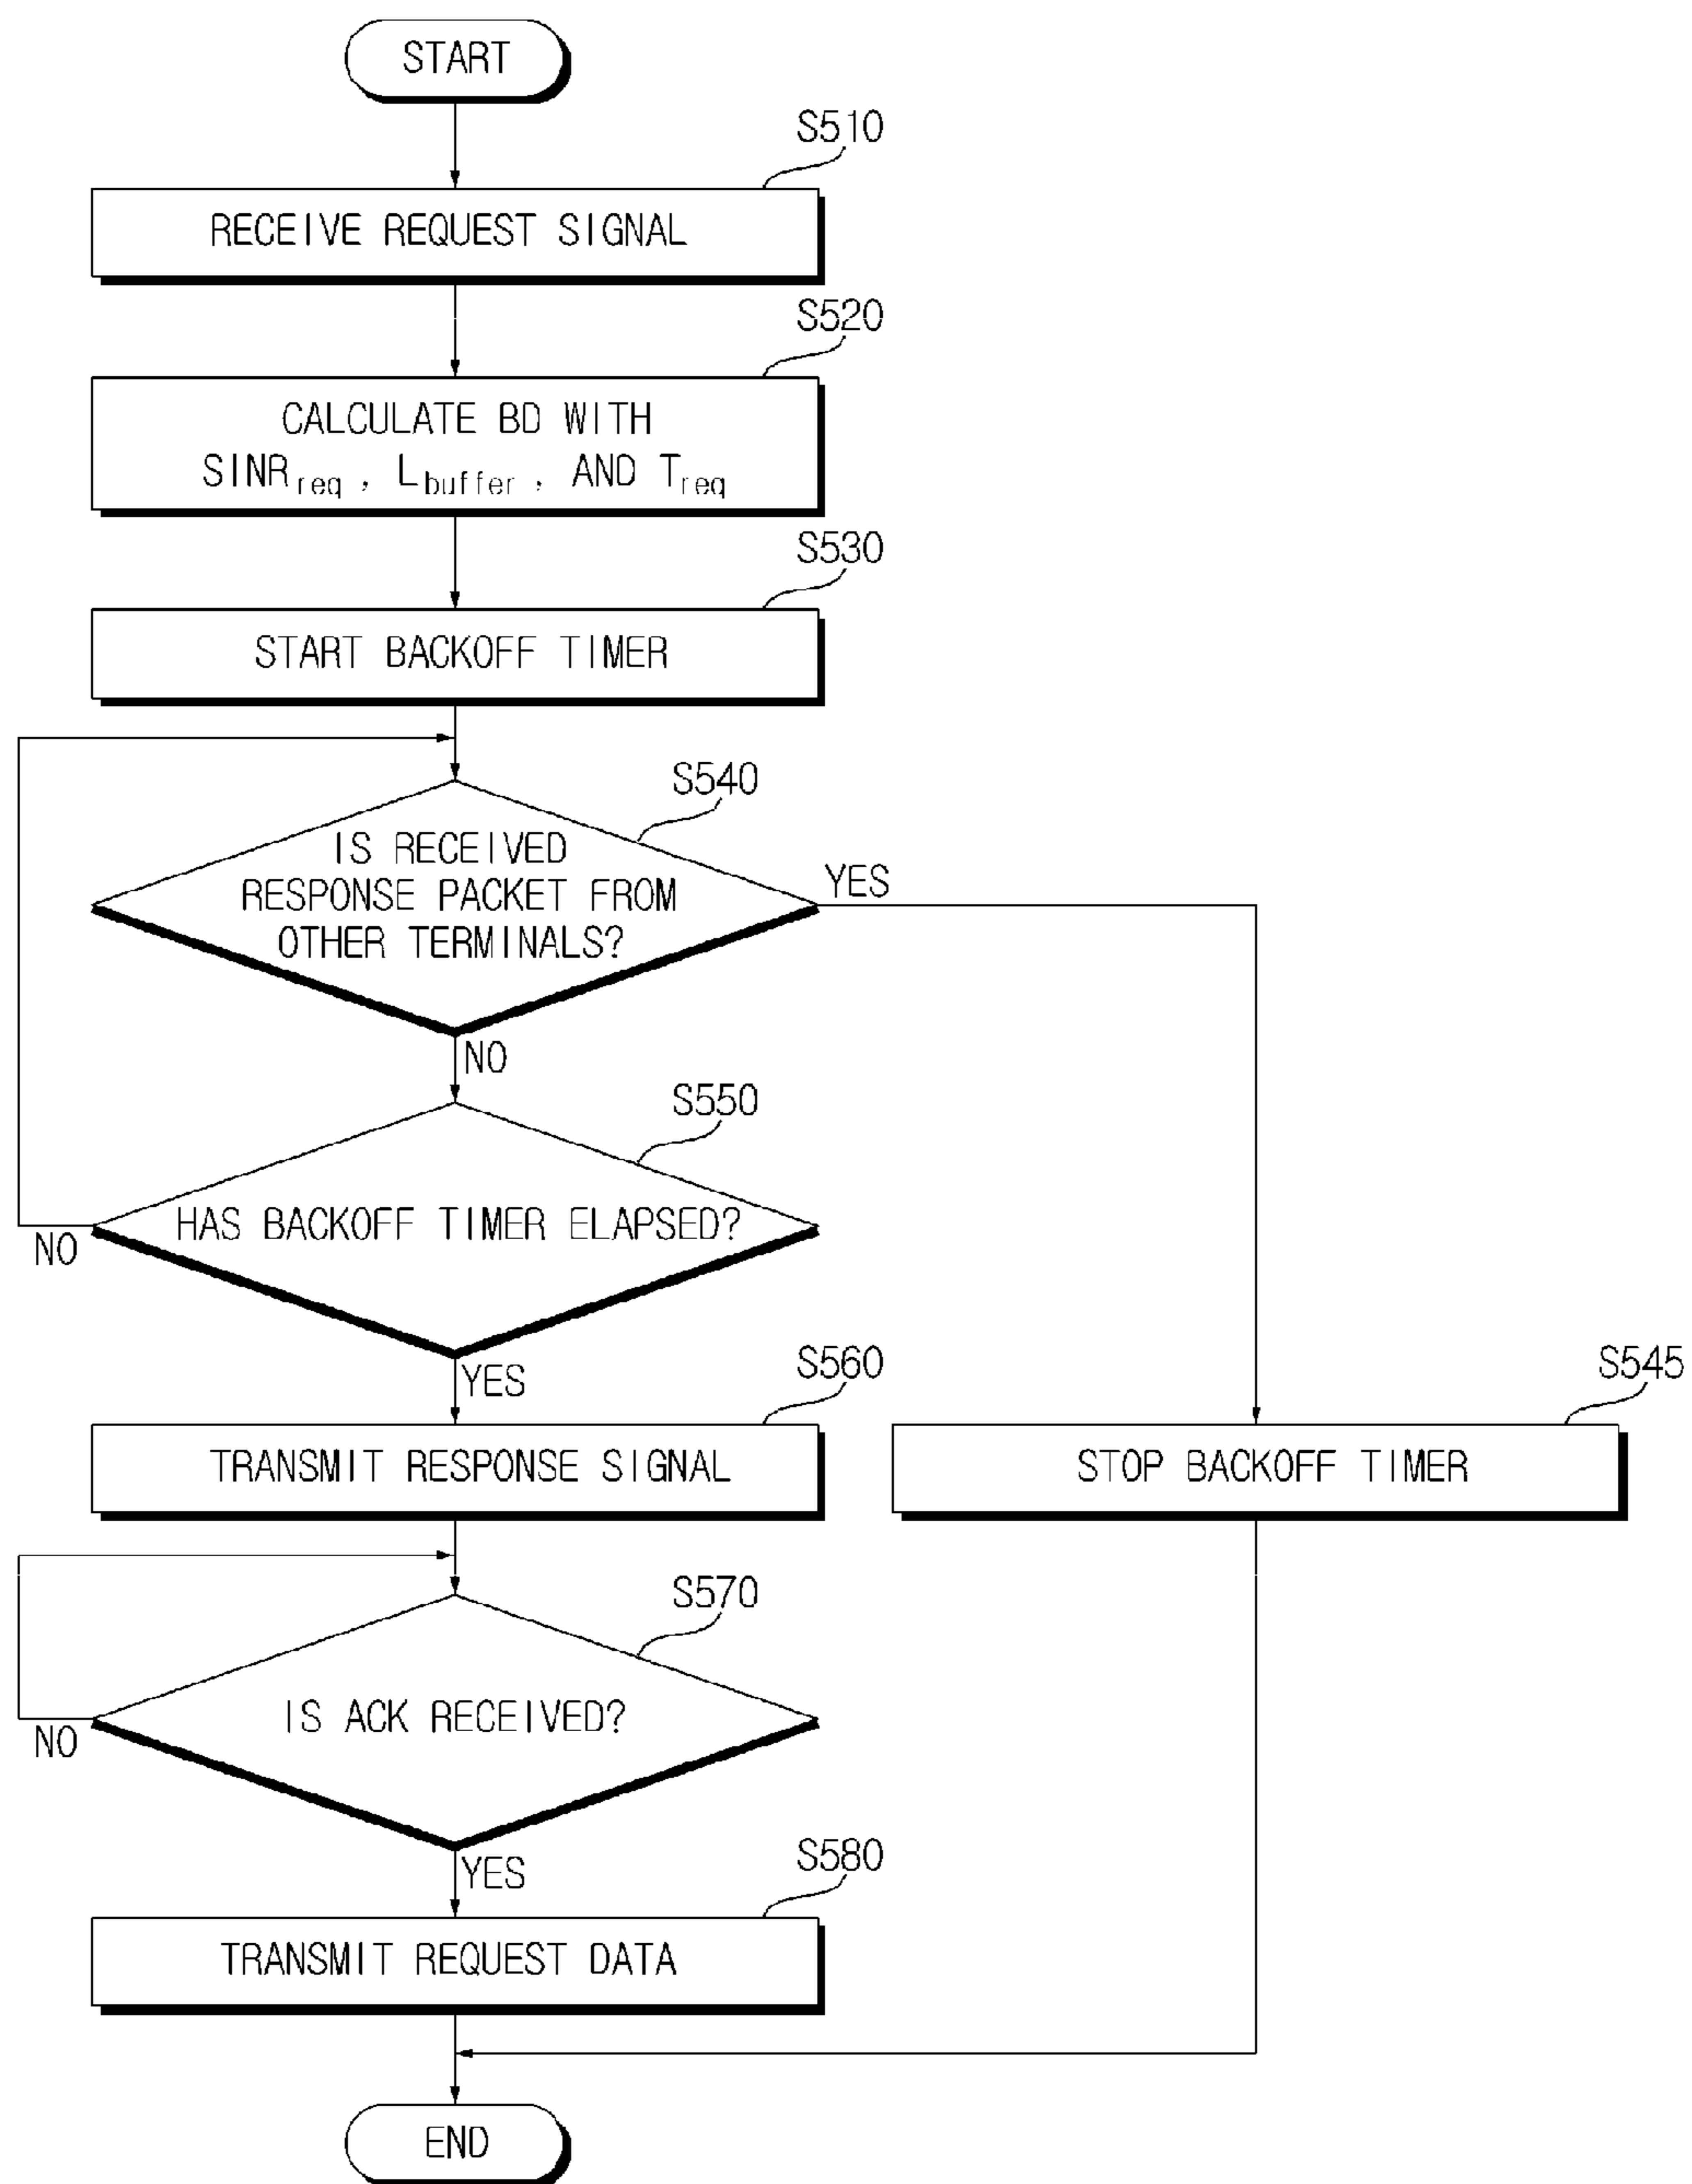 START
S510
RECEIVE REQUEST SIGNAL
S520
CALCULATE BD WITH
SINRreq , Lbuffer , AND Treq
S530
START BACKOFF TIMER
S540
IS RECEIVED
RESPONSE PACKET FROM
OTHER TERMINALS?
YES
NO
S550
HAS BACKOFF TIMER ELAPSED?
NO
YES
S560
TRANSMIT RESPONSE SIGNAL
S545
STOP BACKOFF TIMER
S570
IS ACK RECEIVED?
NO
YES
S580
TRANSMIT REQUEST DATA
END